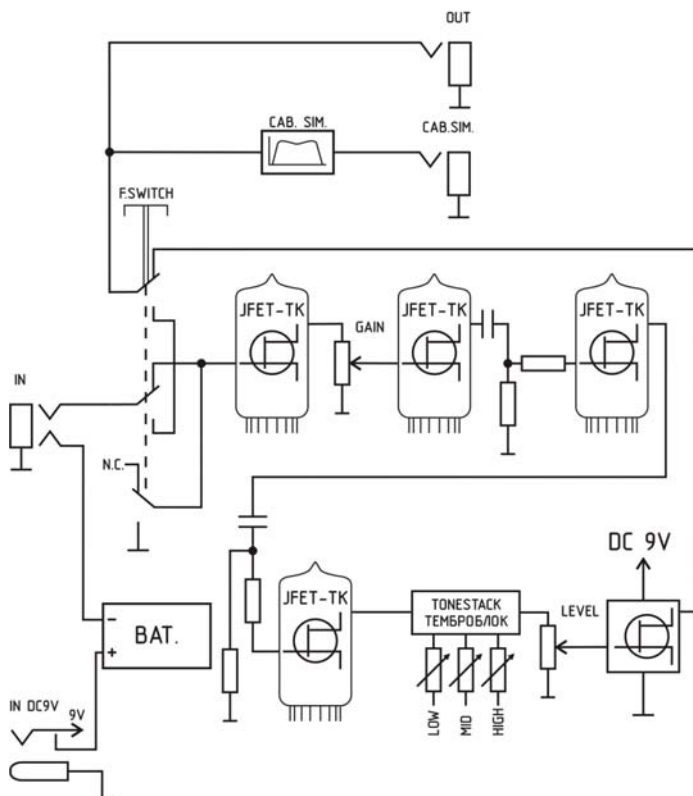 OUT
CAB. SIM.
CAB.SIM.
F.SWITCH
JFET-TK
GAIN
JFET-TK
JFET-TK
IN
N.C.
DC 9V
JFET-TK
TONESTACK
ТЕМБРОБЛОК
LEVEL
BAT.
-
+
LOW
MID
HIGH
IN DC9V
9V